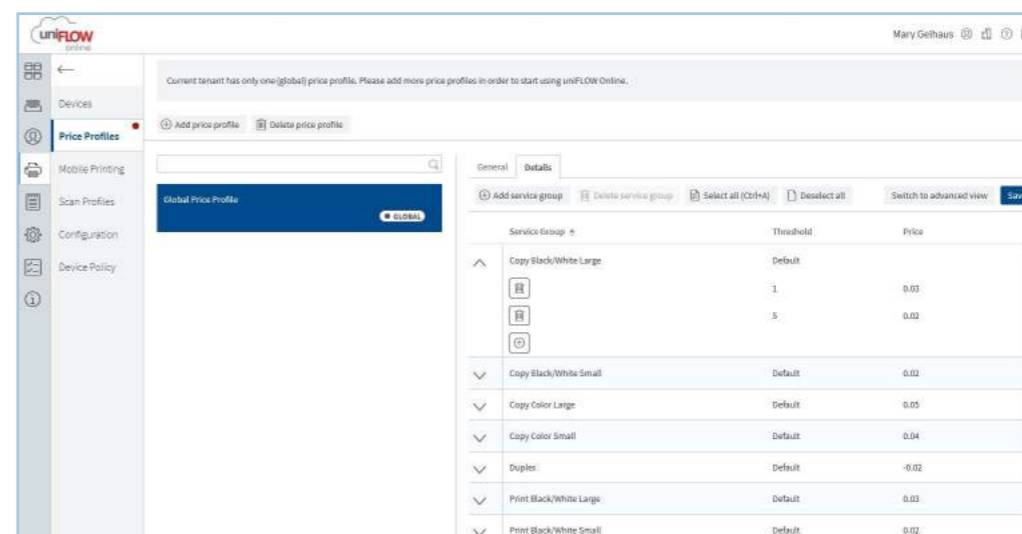 uniFLOW
online
Mary Gelhaus
Current tenant has only one (global) price profile. Please add more price profiles in order to start using uniFLOW Online.
Devices
Price Profiles
Mobile Printing
Scan Profiles
Configuration
Device Policy
Add price profile Delete price profile
Global Price Profile
GLOBAL
General Details
Add service group Delete service group Select all (Ctrl+A) Deselect all Switch to advanced view Sav
Service Group Threshold Price
Copy Black/White Large Default
1 0.03
5 0.02
Copy Black/White Small Default 0.02
Copy Color Large Default 0.05
Copy Color Small Default 0.04
Duplex Default -0.02
Print Black/White Large Default 0.03
Print Black/White Small Default 0.02